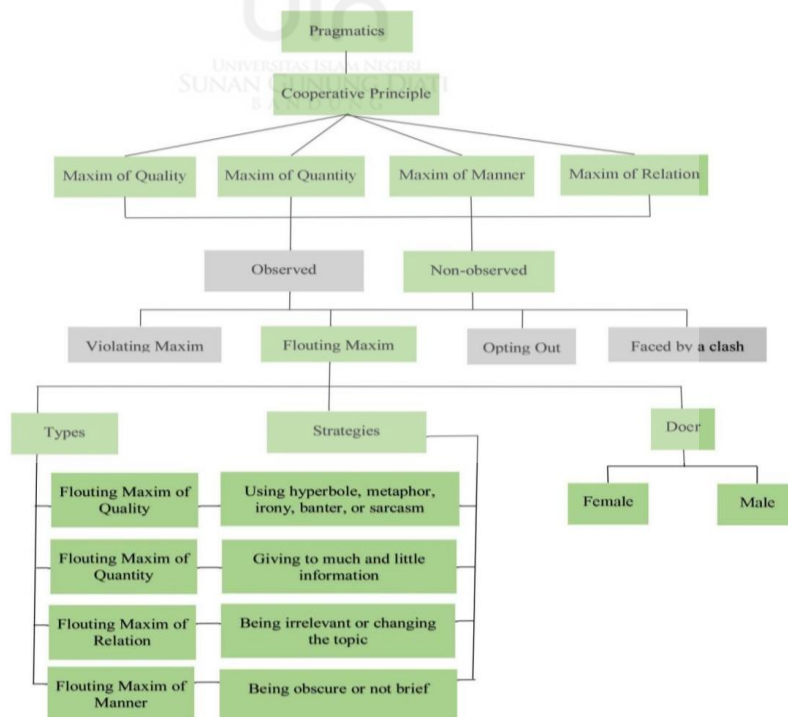 UIN
UNIVERSITAS ISLAM NEGERI
SUNAN GUNUNG DJATI
BANDUNG
Pragmatics
Cooperative Principle
Maxim of Quality
Maxim of Quantity
Maxim of Manner
Maxim of Relation
Observed
Non-observed
Violating Maxim
Flouting Maxim
Opting Out
Faced by a clash
Types
Strategies
Doer
Flouting Maxim of
Quality
Using hyperbole, metaphor,
irony, banter, or sarcasm
Female
Male
Flouting Maxim of
Quantity
Giving to much and little
information
Flouting Maxim of
Relation
Being irrelevant or changing
the topic
Flouting Maxim of
Manner
Being obscure or not brief